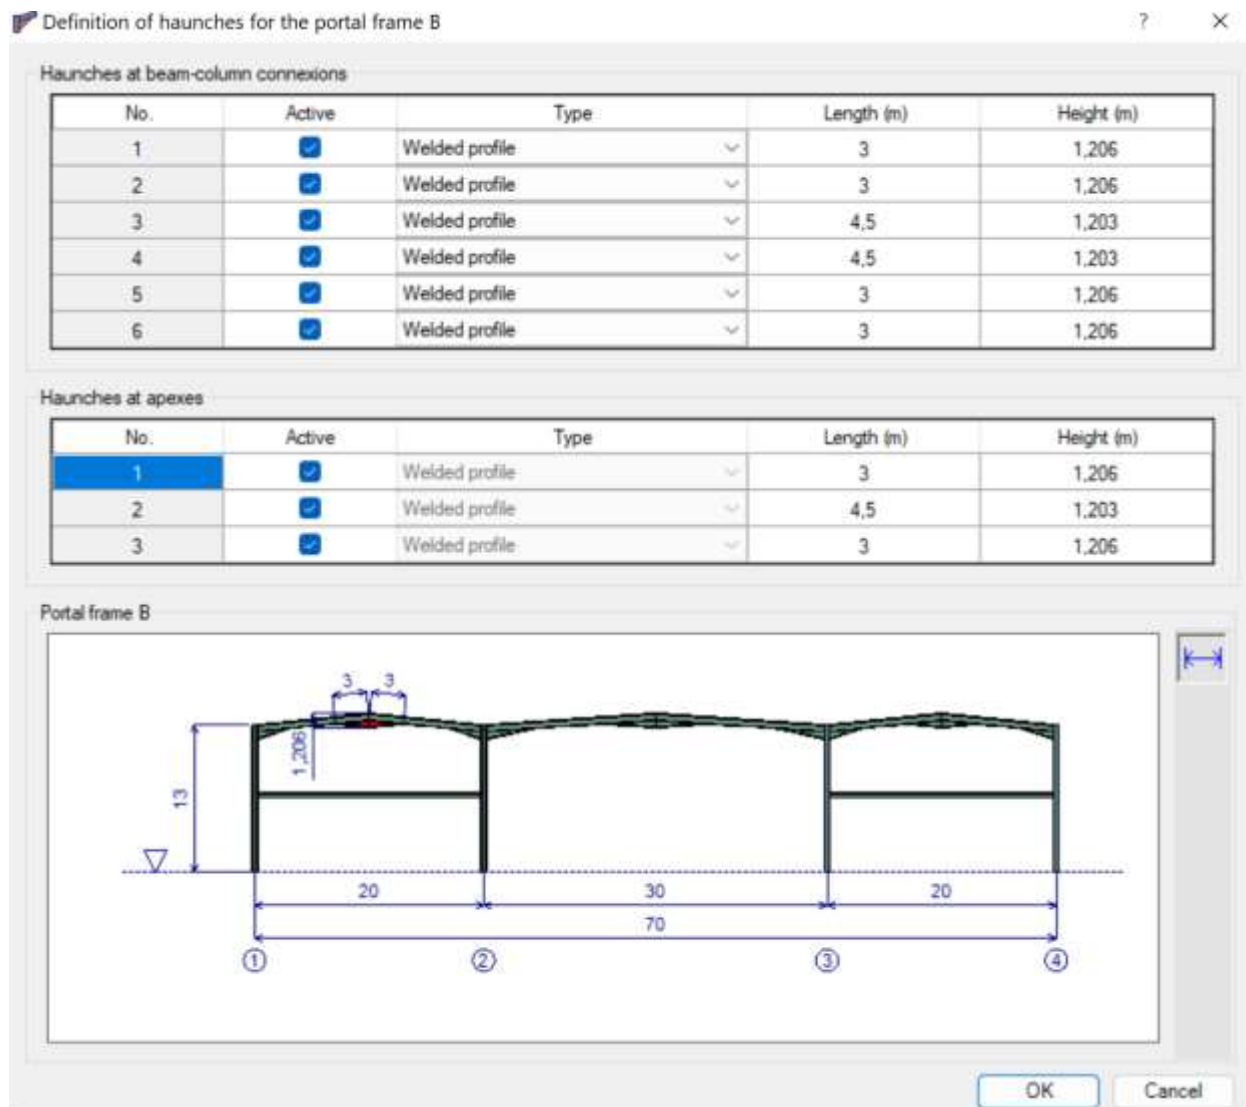 Definition of haunches for the portal frame B ? ×
Haunches at beam-column connexions
No. Active Type Length (m) Height (m)
1 Welded profile 3 1,206
2 Welded profile 3 1,206
3 Welded profile 4,5 1,203
4 Welded profile 4,5 1,203
5 Welded profile 3 1,206
6 Welded profile 3 1,206
Haunches at apexes
No. Active Type Length (m) Height (m)
1 Welded profile 3 1,206
2 Welded profile 4,5 1,203
3 Welded profile 3 1,206
Portal frame B
3 3
1,206
13
20 30 20
70
1 2 3 4
OK Cancel